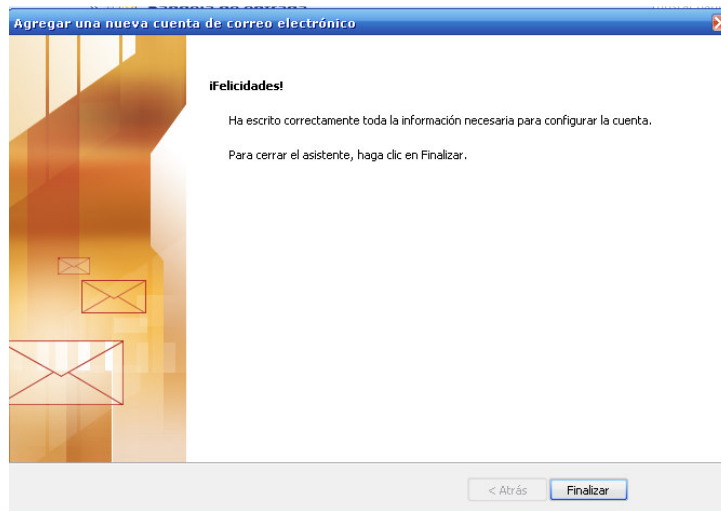 Agregar una nueva cuenta de correo electrónico
¡Felicidades!
Ha escrito correctamente toda la información necesaria para configurar la cuenta.
Para cerrar el asistente, haga clic en Finalizar.
< Atrás
Finalizar